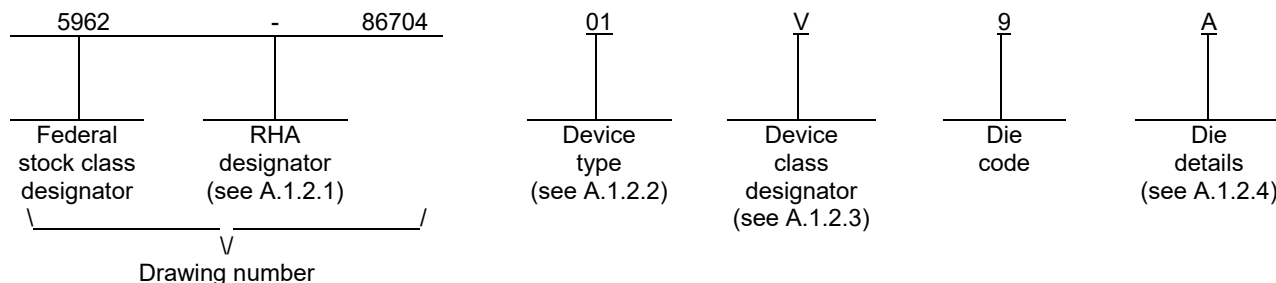 5962 - 86704 01 V 9 A
Federal stock class designator
RHA designator (see A.1.2.1)
Device type (see A.1.2.2)
Device class designator (see A.1.2.3)
Die code
Die details (see A.1.2.4)
\ /
\/
Drawing number